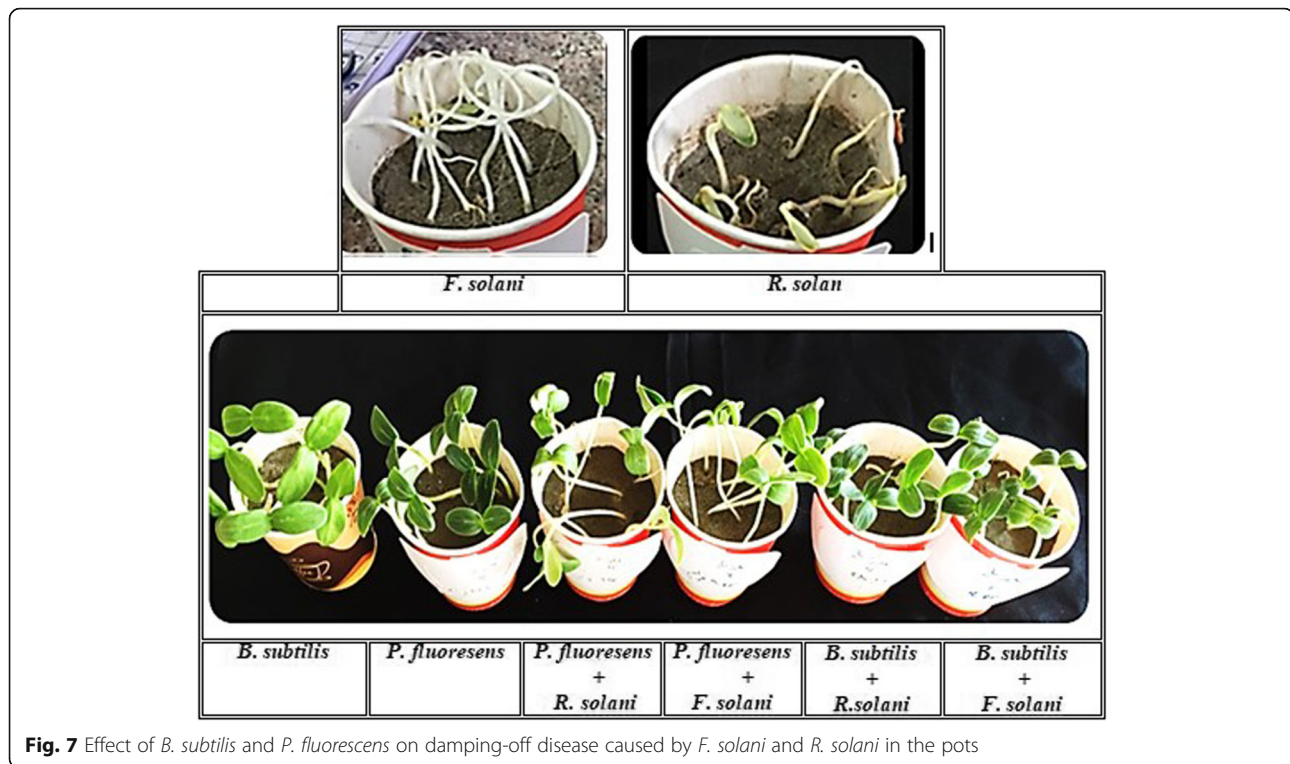 F. solani
R. solan
B. subtilis
P. fluoresens
P. fluoresens
+
R. solani
P. fluoresens
+
F. solani
B. subtilis
+
R.solani
B. subtilis
+
F. solani
Fig. 7 Effect of B. subtilis and P. fluorescens on damping-off disease caused by F. solani and R. solani in the pots